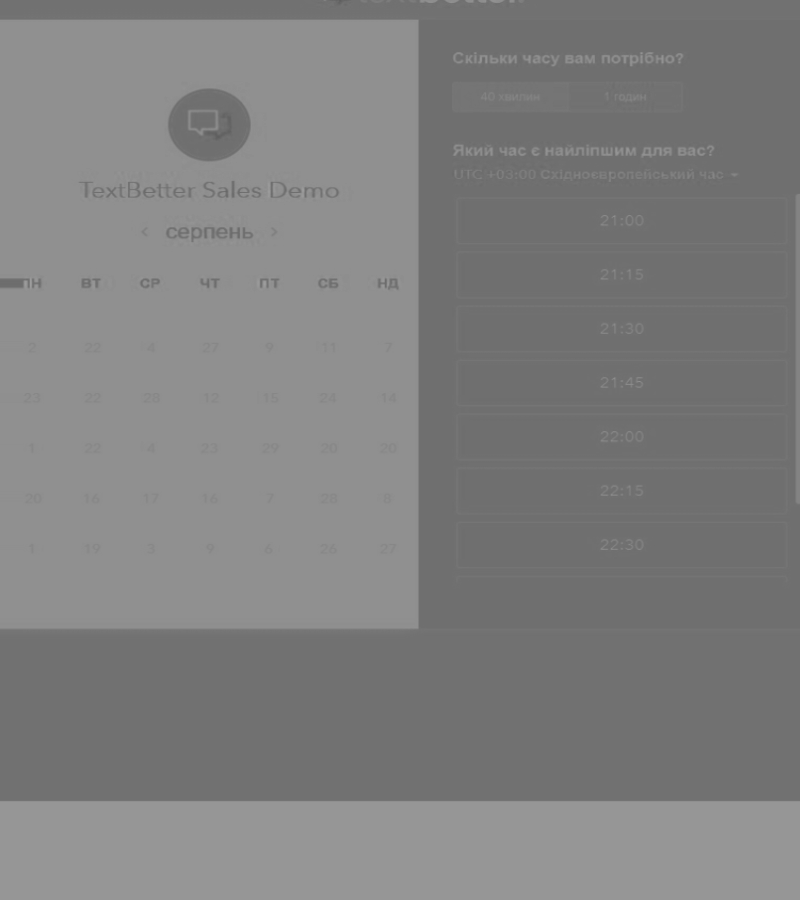 TextBetter Sales Demo
‹ серпень ›
ПН ВТ СР ЧТ ПТ СБ НД
2 22 4 27 9 11 7
23 22 28 12 15 24 14
1 22 4 23 29 20 20
20 16 17 16 7 25 8
1 19 3 9 6 26 27
Скільки часу вам потрібно?
40 хвилин 1 годин
Який час є найліпшим для вас?
UTC +03:00 Східноєвропейський час
21:00
21:15
21:30
21:45
22:00
22:15
22:30